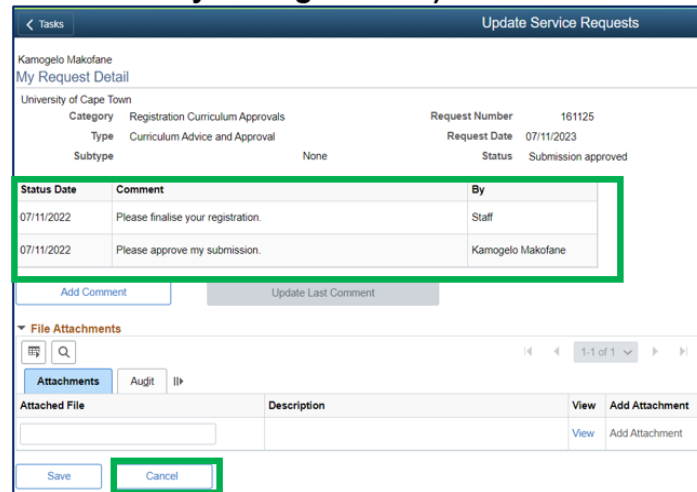 Tasks Update Service Requests
Kamogelo Makofane
My Request Detail
University of Cape Town
Category Registration Curriculum Approvals Request Number 161125
Type Curriculum Advice and Approval Request Date 07/11/2023
Subtype None Status Submission approved
Status Date Comment By
07/11/2022 Please finalise your registration. Staff
07/11/2022 Please approve my submission. Kamogelo Makofane
Add Comment Update Last Comment
File Attachments
1-1 of 1
Attachments Audit
Attached File Description View Add Attachment
View Add Attachment
Save Cancel